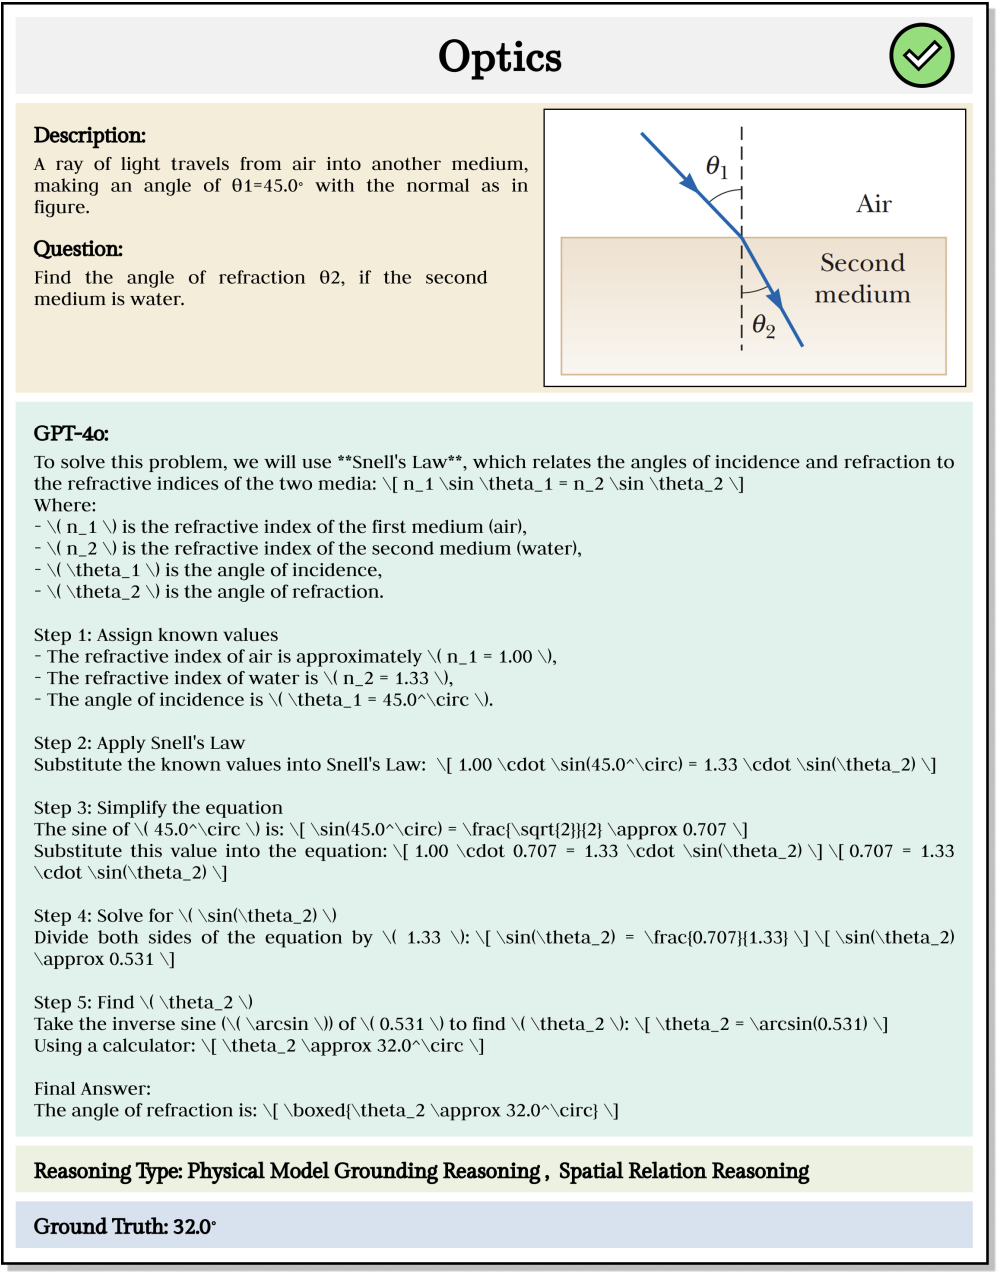 Optics
Description:
A ray of light travels from air into another medium,
making an angle of θ1=45.0° with the normal as in
figure.
Question:
Find the angle of refraction θ2, if the second
medium is water.
θ1
Air
Second
medium
θ2
GPT-4o:
To solve this problem, we will use **Snell's Law**, which relates the angles of incidence and refraction to
the refractive indices of the two media: \[ n_1 \sin \theta_1 = n_2 \sin \theta_2 \]
Where:
- \( n_1 \) is the refractive index of the first medium (air),
- \( n_2 \) is the refractive index of the second medium (water),
- \( \theta_1 \) is the angle of incidence,
- \( \theta_2 \) is the angle of refraction.
Step 1: Assign known values
- The refractive index of air is approximately \( n_1 = 1.00 \),
- The refractive index of water is \( n_2 = 1.33 \),
- The angle of incidence is \( \theta_1 = 45.0^\circ \).
Step 2: Apply Snell's Law
Substitute the known values into Snell's Law: \[ 1.00 \cdot \sin(45.0^\circ) = 1.33 \cdot \sin(\theta_2) \]
Step 3: Simplify the equation
The sine of \( 45.0^\circ \) is: \[ \sin(45.0^\circ) = \frac{\sqrt{2}}{2} \approx 0.707 \]
Substitute this value into the equation: \[ 1.00 \cdot 0.707 = 1.33 \cdot \sin(\theta_2) \] \[ 0.707 = 1.33
\cdot \sin(\theta_2) \]
Step 4: Solve for \( \sin(\theta_2) \)
Divide both sides of the equation by \( 1.33 \): \[ \sin(\theta_2) = \frac{0.707}{1.33} \] \[ \sin(\theta_2)
\approx 0.531 \]
Step 5: Find \( \theta_2 \)
Take the inverse sine (\( \arcsin \)) of \( 0.531 \) to find \( \theta_2 \): \[ \theta_2 = \arcsin(0.531) \]
Using a calculator: \[ \theta_2 \approx 32.0^\circ \]
Final Answer:
The angle of refraction is: \[ \boxed{\theta_2 \approx 32.0^\circ} \]
Reasoning Type: Physical Model Grounding Reasoning , Spatial Relation Reasoning
Ground Truth: 32.0°